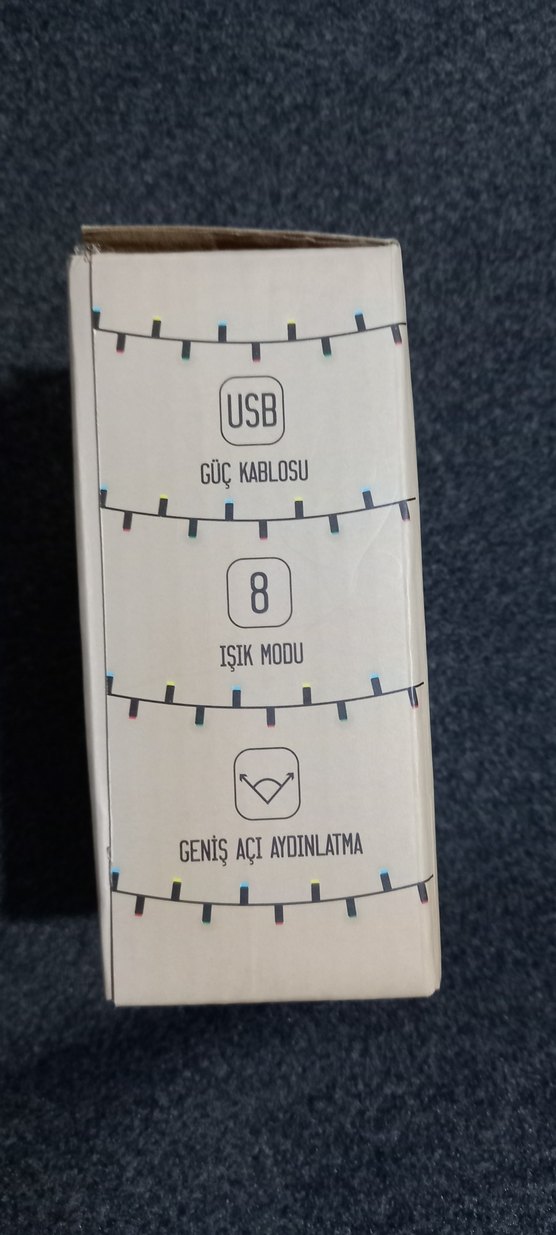 USB
GÜÇ KABLOSU
8
IŞIK MODU
GENİŞ AÇI AYDINLATMA